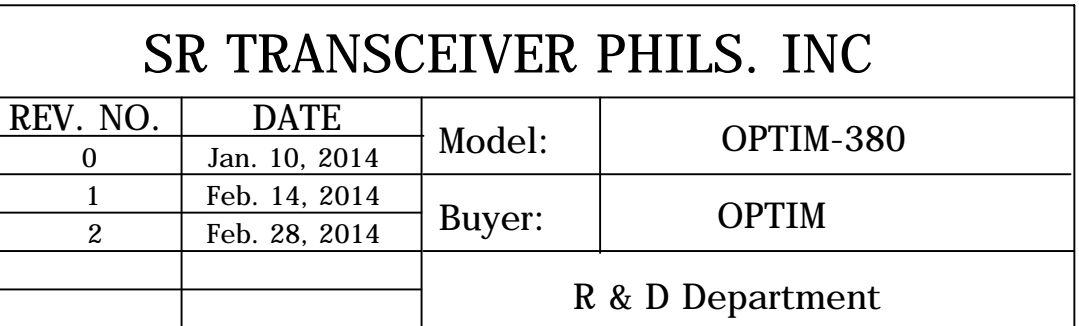 SR TRANSCEIVER PHILS. INC
REV. NO. DATE
0 Jan. 10, 2014
1 Feb. 14, 2014
2 Feb. 28, 2014
Model: OPTIM-380
Buyer: OPTIM
R & D Department